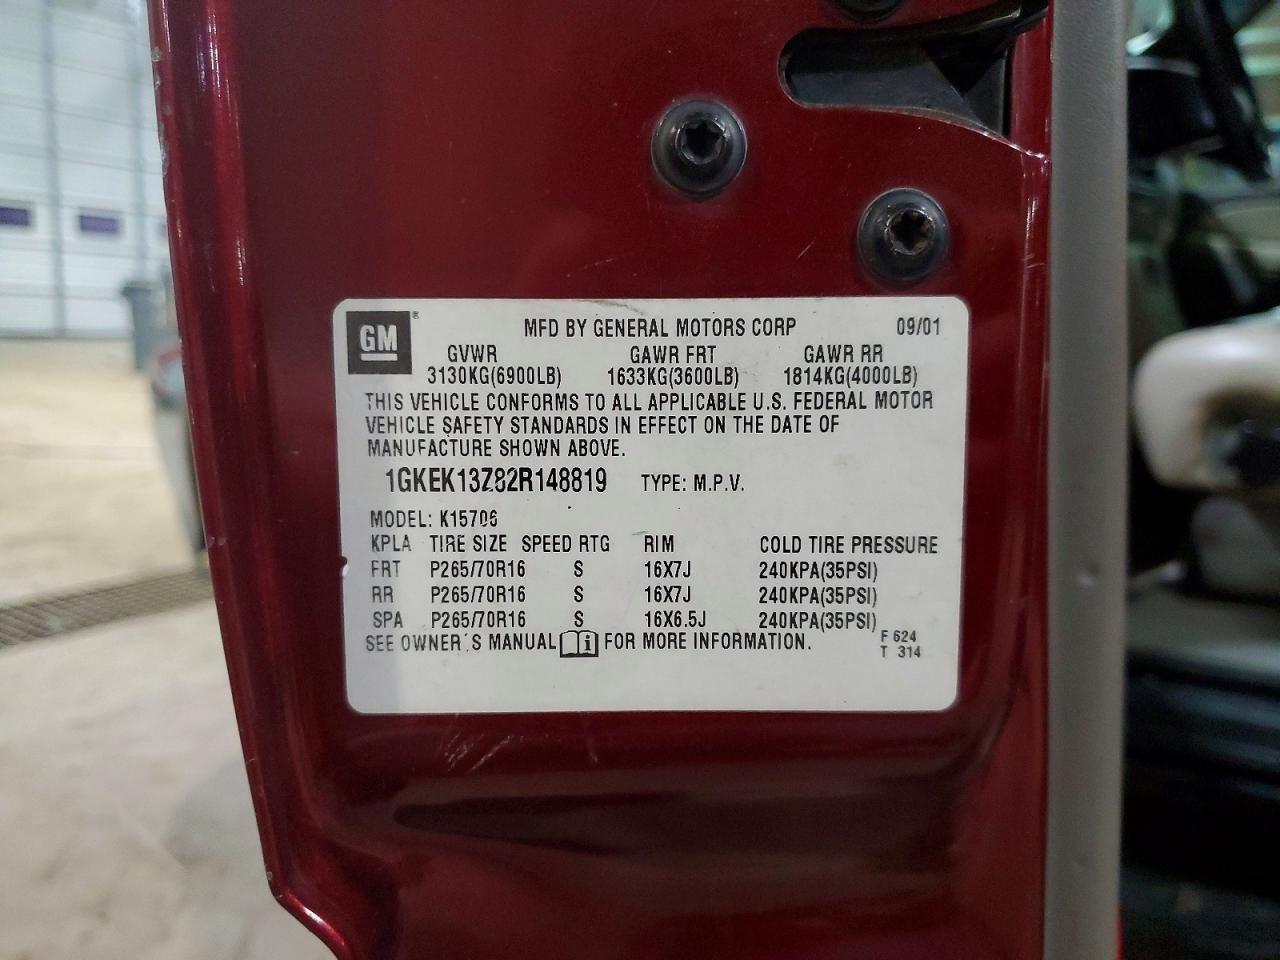 GM ®
MFD BY GENERAL MOTORS CORP 09/01
GVWR GAWR FRT GAWR RR
3130KG(6900LB) 1633KG(3600LB) 1814KG(4000LB)
THIS VEHICLE CONFORMS TO ALL APPLICABLE U.S. FEDERAL MOTOR
VEHICLE SAFETY STANDARDS IN EFFECT ON THE DATE OF
MANUFACTURE SHOWN ABOVE.
1GKEK13Z82R148819 TYPE: M.P.V.
MODEL: K15706
KPLA TIRE SIZE SPEED RTG RIM COLD TIRE PRESSURE
FRT P265/70R16 S 16X7J 240KPA(35PSI)
RR P265/70R16 S 16X7J 240KPA(35PSI)
SPA P265/70R16 S 16X6.5J 240KPA(35PSI)
SEE OWNER'S MANUAL i FOR MORE INFORMATION.
F 624
T 314